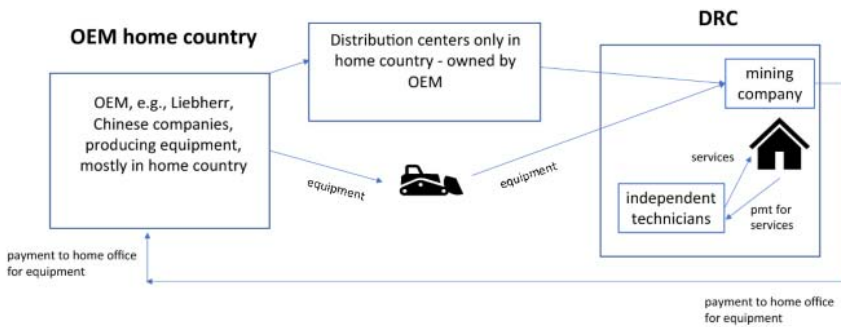 OEM home country
Distribution centers only in
home country - owned by
OEM
DRC
OEM, e.g., Liebherr,
Chinese companies,
producing equipment,
mostly in home country
mining
company
equipment
equipment
services
independent
technicians
pmt for
services
payment to home office
for equipment
payment to home office
for equipment